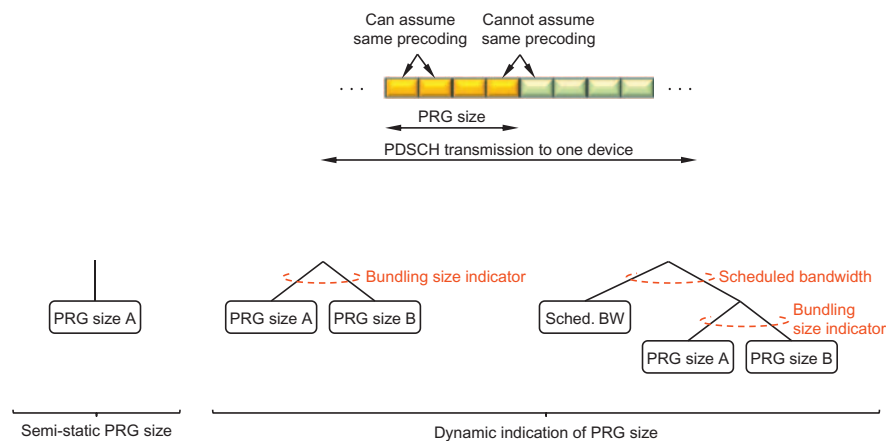 Can assume
same precoding
Cannot assume
same precoding
. . .
. . .
PRG size
PDSCH transmission to one device
Bundling size indicator
Scheduled bandwidth
PRG size A
PRG size A
PRG size B
Sched. BW
Bundling
size indicator
PRG size A
PRG size B
Semi-static PRG size
Dynamic indication of PRG size